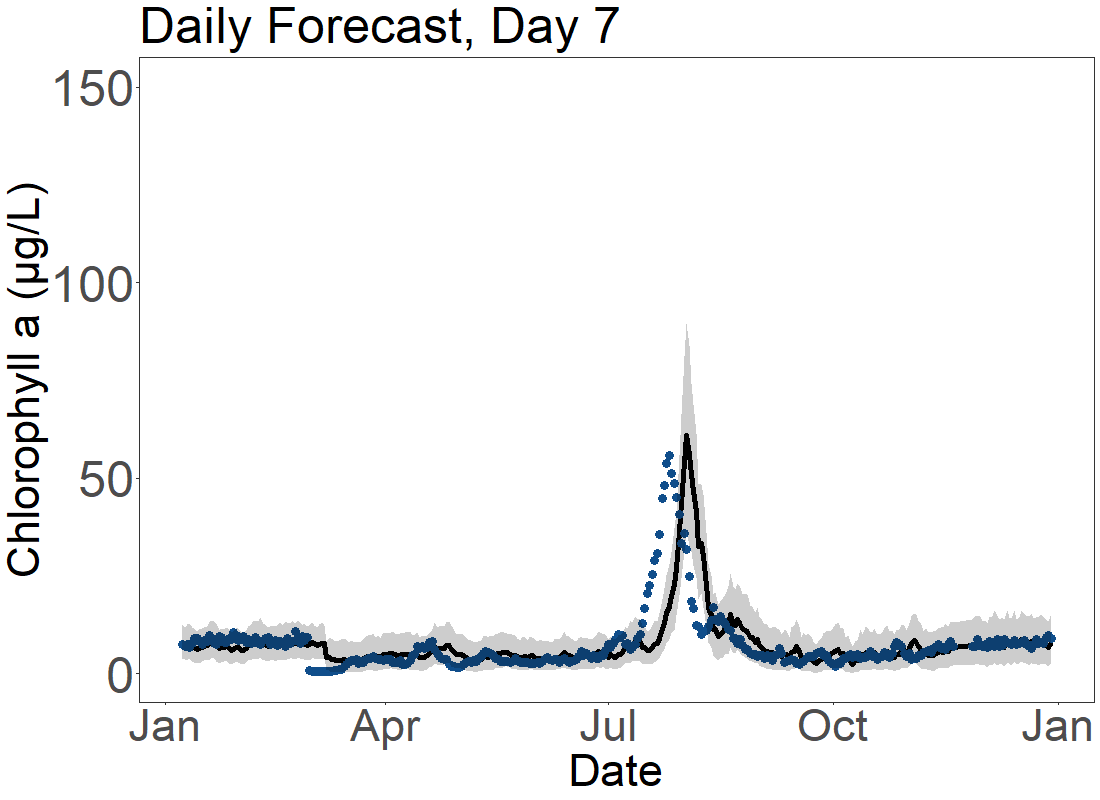 Daily Forecast, Day 7
Chlorophyll a (µg/L)
150
100
50
0
Jan Apr Jul Oct Jan
Date